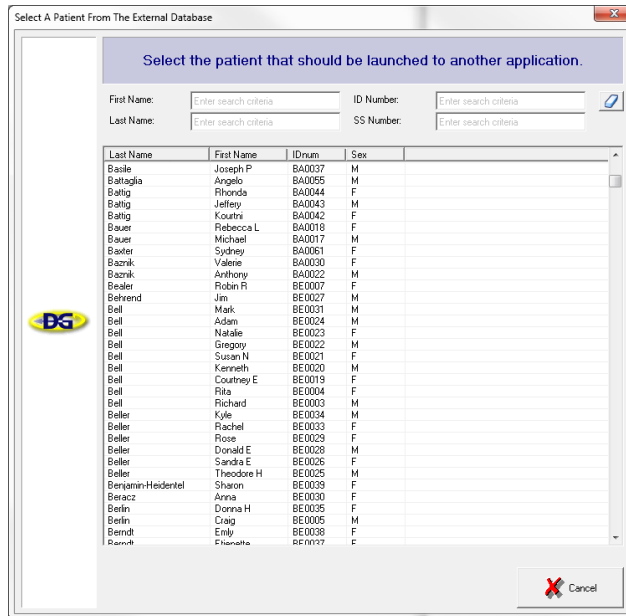 Select A Patient From The External Database
Select the patient that should be launched to another application.
First Name: Enter search criteria ID Number: Enter search criteria
Last Name: Enter search criteria SS Number: Enter search criteria
Last Name First Name IDnum Sex
Basile Joseph P BA0037 M
Battaglia Angelo BA0055 M
Battig Rhonda BA0044 F
Battig Jeffery BA0043 M
Battig Kourtni BA0042 F
Bauer Rebecca L BA0018 F
Bauer Michael BA0017 M
Baxter Sydney BA0061 F
Baznik Valerie BA0030 F
Baznik Anthony BA0022 M
Bealer Robin R BE0007 F
Behrend Jim BE0027 M
Bell Mark BE0031 M
DG
Bell Adam BE0024 M
Bell Natalie BE0023 F
Bell Gregory BE0022 M
Bell Susan N BE0021 F
Bell Kenneth BE0020 M
Bell Courtney E BE0019 F
Bell Rita BE0004 F
Bell Richard BE0003 M
Beller Kyle BE0034 M
Beller Rachel BE0033 F
Beller Rose BE0029 F
Beller Donald E BE0028 M
Beller Sandra E BE0026 F
Beller Theodore H BE0025 M
Benjamin-Heidentel Sharon BE0039 F
Beracz Anna BE0030 F
Berlin Donna H BE0035 F
Berlin Craig BE0005 M
Berndt Emly BE0038 F
Berndt Etienette BE0037 F
Cancel